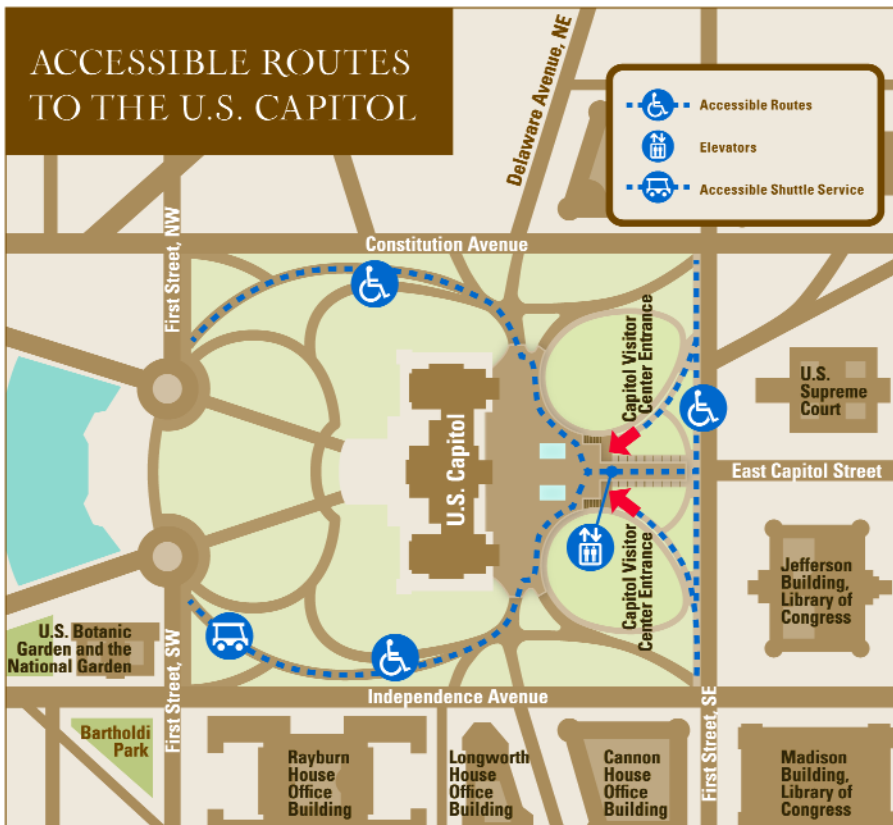 ACCESSIBLE ROUTES
TO THE U.S. CAPITOL
Delaware Avenue, NE
Accessible Routes
Elevators
Accessible Shuttle Service
First Street, NW
Constitution Avenue
Capitol Visitor
Center Entrance
U.S.
Supreme
Court
U.S. Capitol
East Capitol Street
Capitol Visitor
Center Entrance
Jefferson
Building,
Library of
Congress
U.S. Botanic
Garden and the
National Garden
First Street, SW
Independence Avenue
First Street, SE
Bartholdi
Park
Rayburn
House
Office
Building
Longworth
House
Office
Building
Cannon
House
Office
Building
Madison
Building,
Library of
Congress